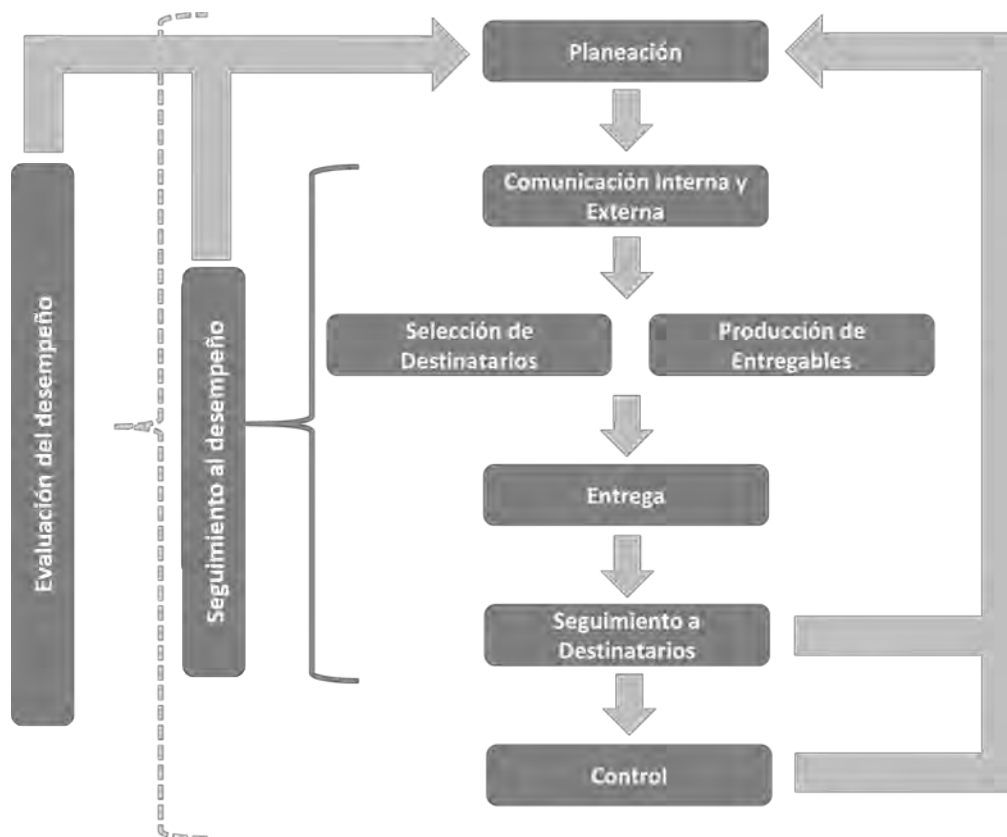 Planeación
Comunicación Interna y
Externa
Selección de
Destinatarios
Producción de
Entregables
Entrega
Seguimiento a
Destinatarios
Control
Evaluación del desempeño
Seguimiento al desempeño